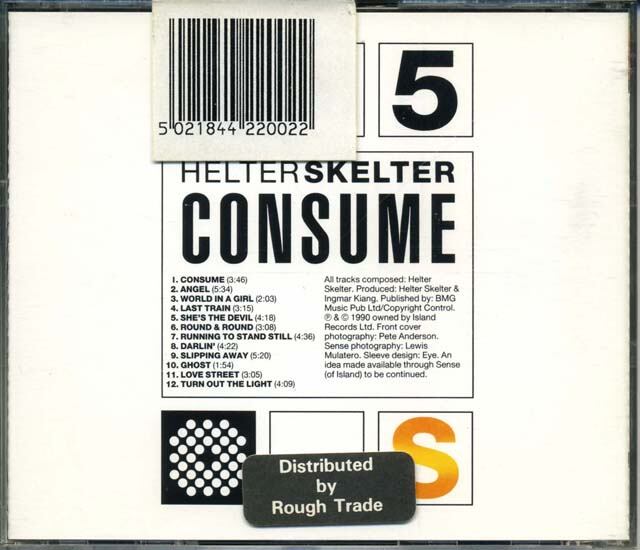 5 021844 220022
5
HELTER SKELTER
CONSUME
1. CONSUME (3:46)
2. ANGEL (5:34)
3. WORLD IN A GIRL (2:03)
4. LAST TRAIN (3:15)
5. SHE'S THE DEVIL (4:18)
6. ROUND & ROUND (3:08)
7. RUNNING TO STAND STILL (4:36)
8. DARLIN' (4:22)
9. SLIPPING AWAY (5:20)
10. GHOST (1:54)
11. LOVE STREET (3:05)
12. TURN OUT THE LIGHT (4:09)
All tracks composed: Helter
Skelter. Produced: Helter Skelter &
Ingmar Kiang. Published by: BMG
Music Pub Ltd/Copyright Control.
℗ & © 1990 owned by Island
Records Ltd. Front cover
photography: Pete Anderson.
Sense photography: Lewis
Mulatero. Sleeve design: Eye. An
idea made available through Sense
(of Island) to be continued.
S
Distributed
by
Rough Trade